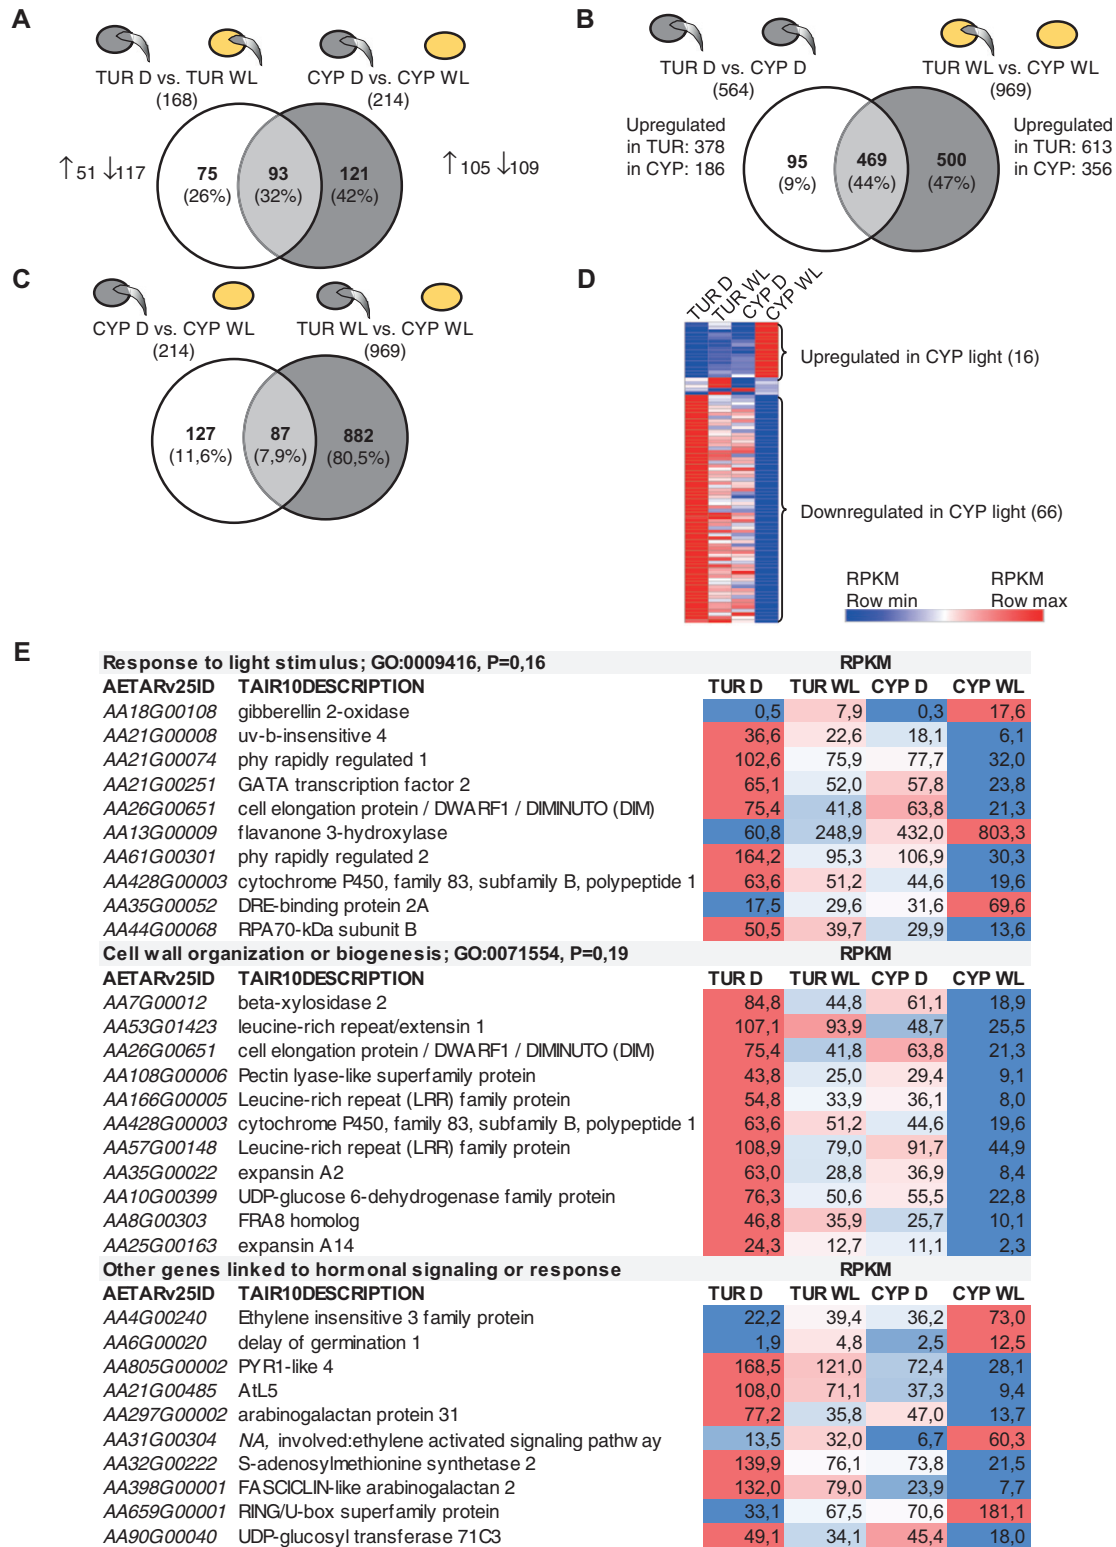 A
TUR D vs. TUR WL
(168)
CYP D vs. CYP WL
(214)
↑51 ↓117
75
(26%)
93
(32%)
121
(42%)
↑105 ↓109
B
TUR D vs. CYP D
(564)
TUR WL vs. CYP WL
(969)
Upregulated
in TUR: 378
in CYP: 186
95
(9%)
469
(44%)
500
(47%)
Upregulated
in TUR: 613
in CYP: 356
C
CYP D vs. CYP WL
(214)
TUR WL vs. CYP WL
(969)
127
(11,6%)
87
(7,9%)
882
(80,5%)
D
TUR D
TUR WL
CYP D
CYP WL
Upregulated in CYP light (16)
Downregulated in CYP light (66)
RPKM
Row min
RPKM
Row max
E
Response to light stimulus; GO:0009416, P=0,16 RPKM
AETARv25ID TAIR10DESCRIPTION TUR D TUR WL CYP D CYP WL
AA18G00108 gibberellin 2-oxidase 0,5 7,9 0,3 17,6
AA21G00008 uv-b-insensitive 4 36,6 22,6 18,1 6,1
AA21G00074 phy rapidly regulated 1 102,6 75,9 77,7 32,0
AA21G00251 GATA transcription factor 2 65,1 52,0 57,8 23,8
AA26G00651 cell elongation protein / DWARF1 / DIMINUTO (DIM) 75,4 41,8 63,8 21,3
AA13G00009 flavanone 3-hydroxylase 60,8 248,9 432,0 803,3
AA61G00301 phy rapidly regulated 2 164,2 95,3 106,9 30,3
AA428G00003 cytochrome P450, family 83, subfamily B, polypeptide 1 63,6 51,2 44,6 19,6
AA35G00052 DRE-binding protein 2A 17,5 29,6 31,6 69,6
AA44G00068 RPA70-kDa subunit B 50,5 39,7 29,9 13,6
Cell wall organization or biogenesis; GO:0071554, P=0,19 RPKM
AETARv25ID TAIR10DESCRIPTION TUR D TUR WL CYP D CYP WL
AA7G00012 beta-xylosidase 2 84,8 44,8 61,1 18,9
AA53G01423 leucine-rich repeat/extensin 1 107,1 93,9 48,7 25,5
AA26G00651 cell elongation protein / DWARF1 / DIMINUTO (DIM) 75,4 41,8 63,8 21,3
AA108G00006 Pectin lyase-like superfamily protein 43,8 25,0 29,4 9,1
AA166G00005 Leucine-rich repeat (LRR) family protein 54,8 33,9 36,1 8,0
AA428G00003 cytochrome P450, family 83, subfamily B, polypeptide 1 63,6 51,2 44,6 19,6
AA57G00148 Leucine-rich repeat (LRR) family protein 108,9 79,0 91,7 44,9
AA35G00022 expansin A2 63,0 28,8 36,9 8,4
AA10G00399 UDP-glucose 6-dehydrogenase family protein 76,3 50,6 55,5 22,8
AA8G00303 FRA8 homolog 46,8 35,9 25,7 10,1
AA25G00163 expansin A14 24,3 12,7 11,1 2,3
Other genes linked to hormonal signaling or response RPKM
AETARv25ID TAIR10DESCRIPTION TUR D TUR WL CYP D CYP WL
AA4G00240 Ethylene insensitive 3 family protein 22,2 39,4 36,2 73,0
AA6G00020 delay of germination 1 1,9 4,8 2,5 12,5
AA805G00002 PYR1-like 4 168,5 121,0 72,4 28,1
AA21G00485 AtL5 108,0 71,1 37,3 9,4
AA297G00002 arabinogalactan protein 31 77,2 35,8 47,0 13,7
AA31G00304 NA, involved:ethylene activated signaling pathway 13,5 32,0 6,7 60,3
AA32G00222 S-adenosylmethionine synthetase 2 139,9 76,1 73,8 21,5
AA398G00001 FASCICLIN-like arabinogalactan 2 132,0 79,0 23,9 7,7
AA659G00001 RING/U-box superfamily protein 33,1 67,5 70,6 181,1
AA90G00040 UDP-glucosyl transferase 71C3 49,1 34,1 45,4 18,0